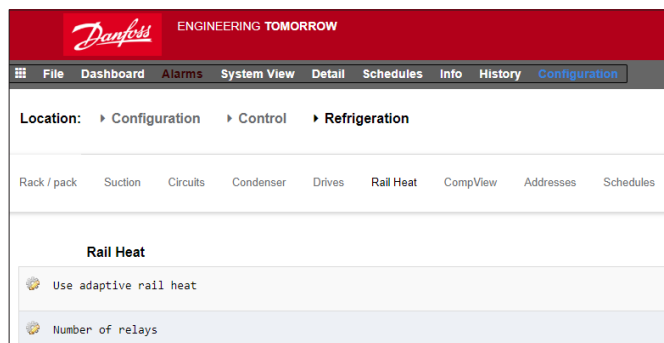 Danfoss ENGINEERING TOMORROW
File Dashboard Alarms System View Detail Schedules Info History Configuration
Location: Configuration Control Refrigeration
Rack / pack Suction Circuits Condenser Drives Rail Heat CompView Addresses Schedules
Rail Heat
Use adaptive rail heat
Number of relays